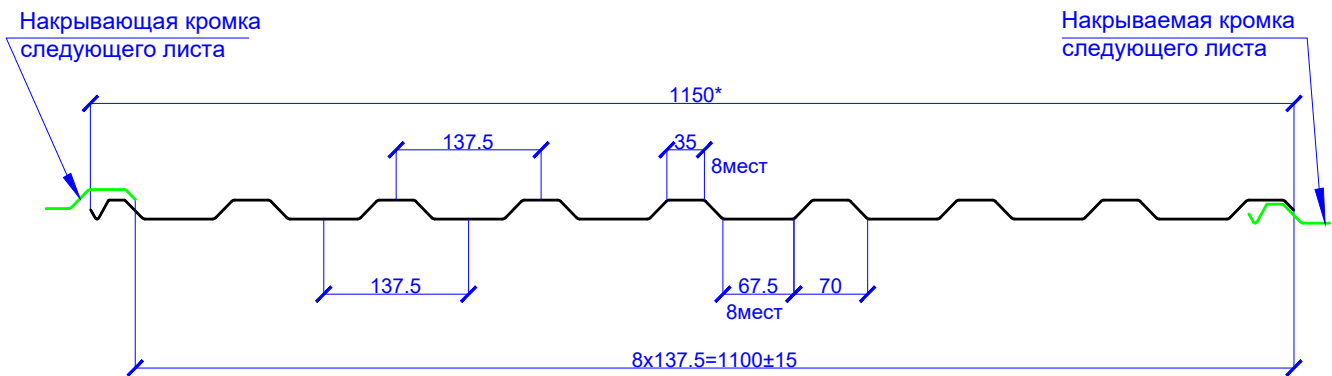 Накрывающая кромка
следующего листа
Накрываемая кромка
следующего листа
1150*
137.5
35
8мест
137.5
67.5
70
8мест
8x137.5=1100±15